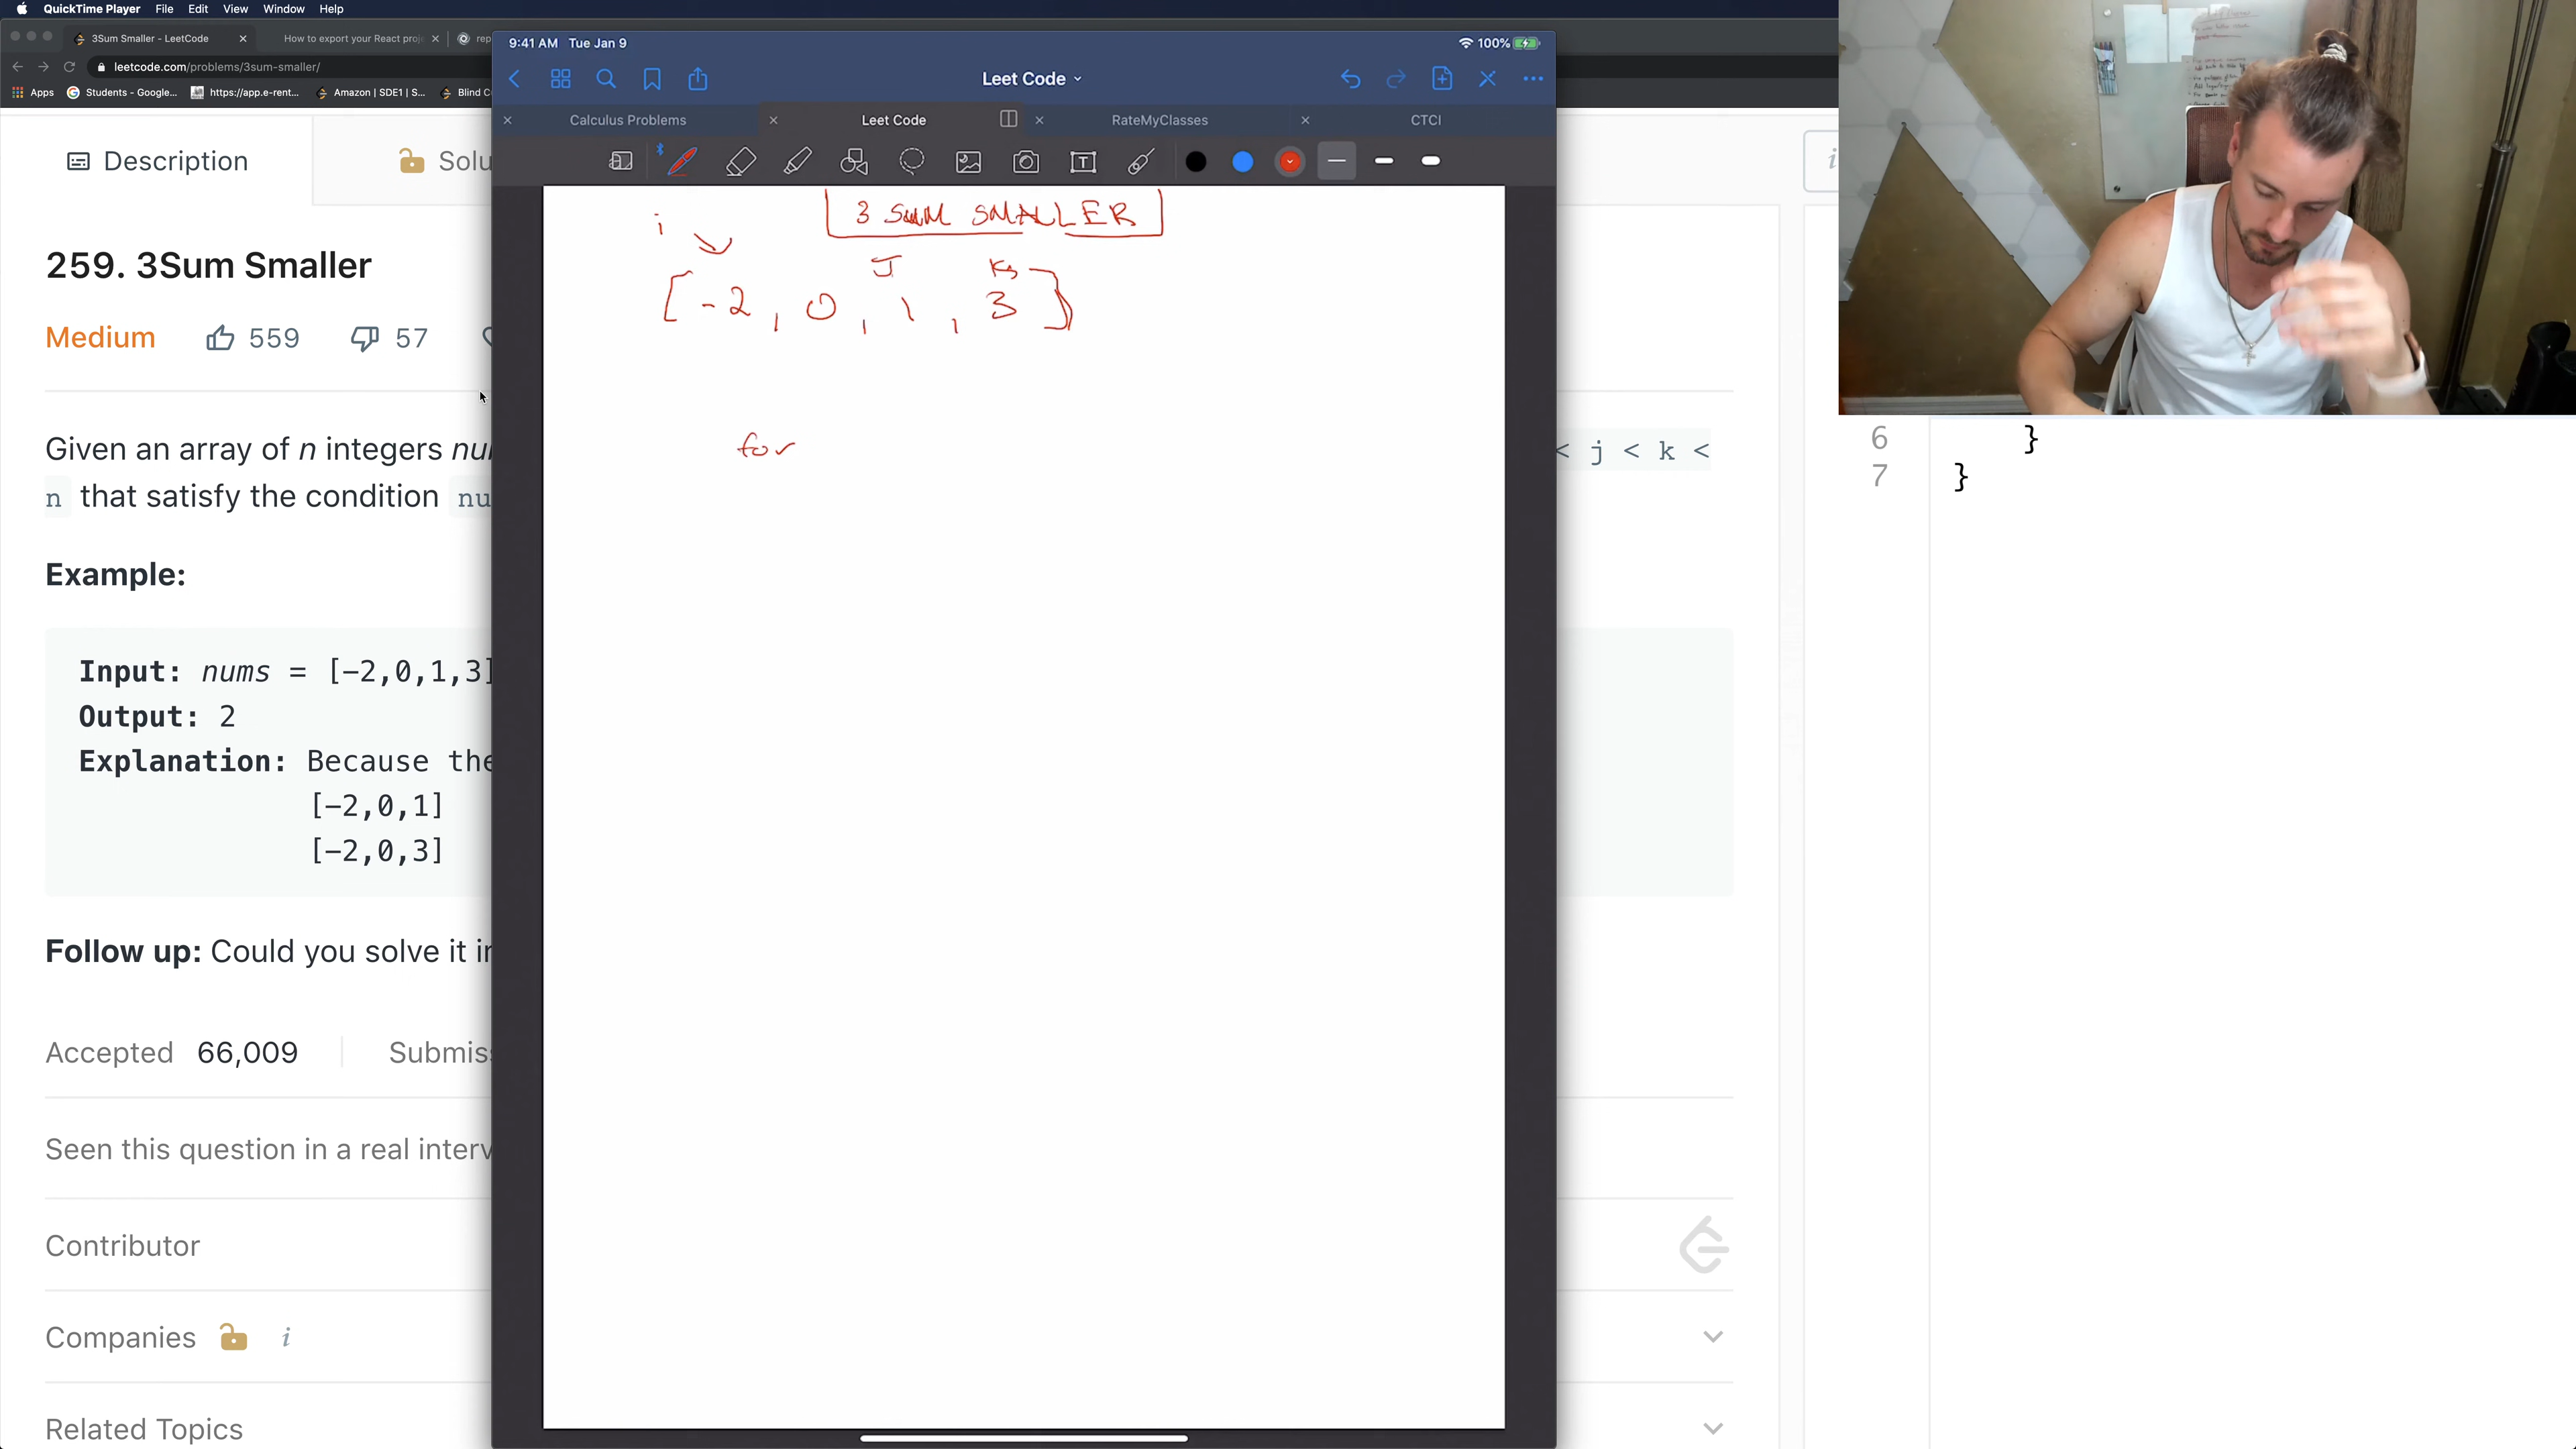 QuickTime Player File Edit View Window Help
3Sum Smaller - LeetCode
How to export your React proj
rep
leetcode.com/problems/3sum-smaller/
Apps
Students - Google...
https://app.e-rent...
Amazon | SDE1 | S...
Blind C
9:41 AM Tue Jan 9
100%
Leet Code
Calculus Problems
Leet Code
RateMyClasses
CTCI
T
Description
Solu
259. 3Sum Smaller
Medium
559
57
Given an array of n integers nu
< j < k <
n that satisfy the condition nu
Example:
Input: nums = [-2,0,1,3]
Output: 2
Explanation: Because the
[-2,0,1]
[-2,0,3]
Follow up: Could you solve it i
Accepted 66,009
Submis
Seen this question in a real interv
Contributor
Companies i
Related Topics
3 SUM SMALLER
i
J
K
[-2, 0, 1, 3]
for
i
6 }
7 }